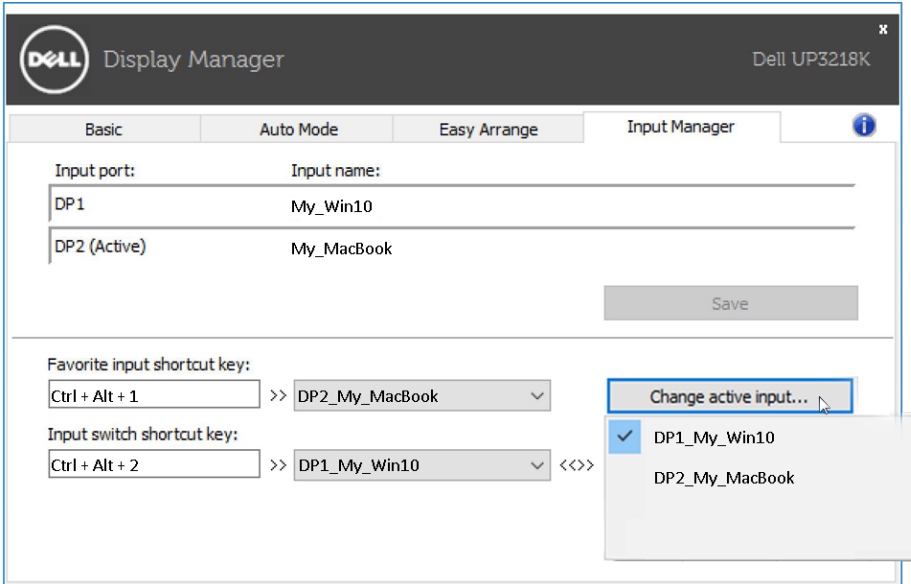 DELL Display Manager Dell UP3218K x
Basic Auto Mode Easy Arrange Input Manager i
Input port: Input name:
DP1 My_Win10
DP2 (Active) My_MacBook
Save
Favorite input shortcut key:
Ctrl + Alt + 1 >> DP2_My_MacBook Change active input...
Input switch shortcut key:
Ctrl + Alt + 2 >> DP1_My_Win10 <<>>
DP1_My_Win10
DP2_My_MacBook